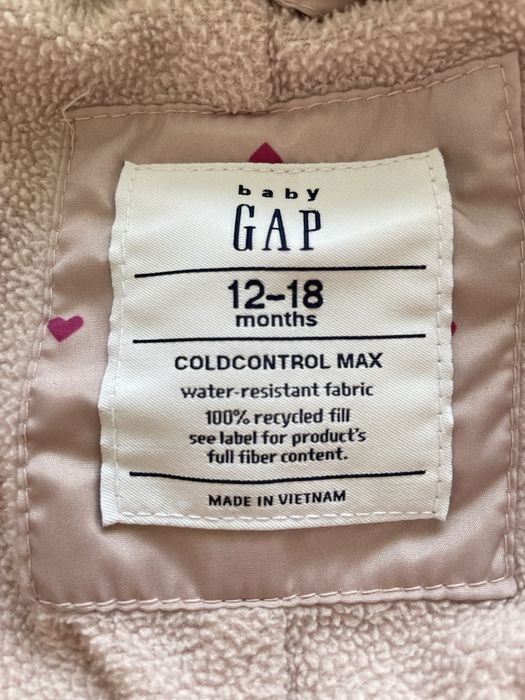 baby
GAP
12-18
months
COLDCONTROL MAX
water-resistant fabric
100% recycled fill
see label for product's
full fiber content.
MADE IN VIETNAM